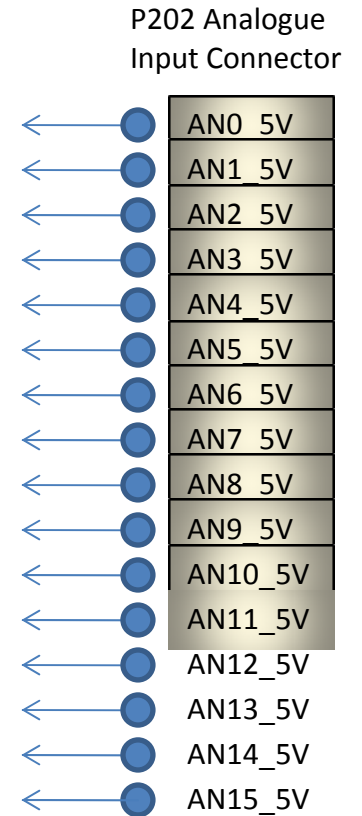 P202 Analogue
Input Connector
AN0_5V
AN1_5V
AN2_5V
AN3_5V
AN4_5V
AN5_5V
AN6_5V
AN7_5V
AN8_5V
AN9_5V
AN10_5V
AN11_5V
AN12_5V
AN13_5V
AN14_5V
AN15_5V